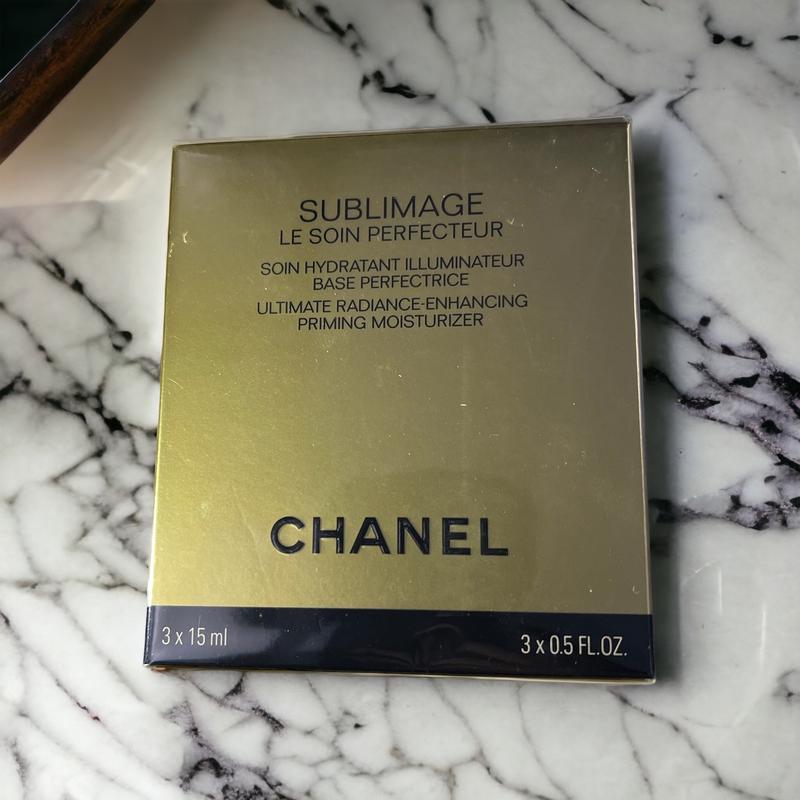 SUBLIMAGE
LE SOIN PERFECTEUR
SOIN HYDRATANT ILLUMINATEUR
BASE PERFECTRICE
ULTIMATE RADIANCE-ENHANCING
PRIMING MOISTURIZER
CHANEL
3 x 15 ml
3 x 0.5 FL.OZ.